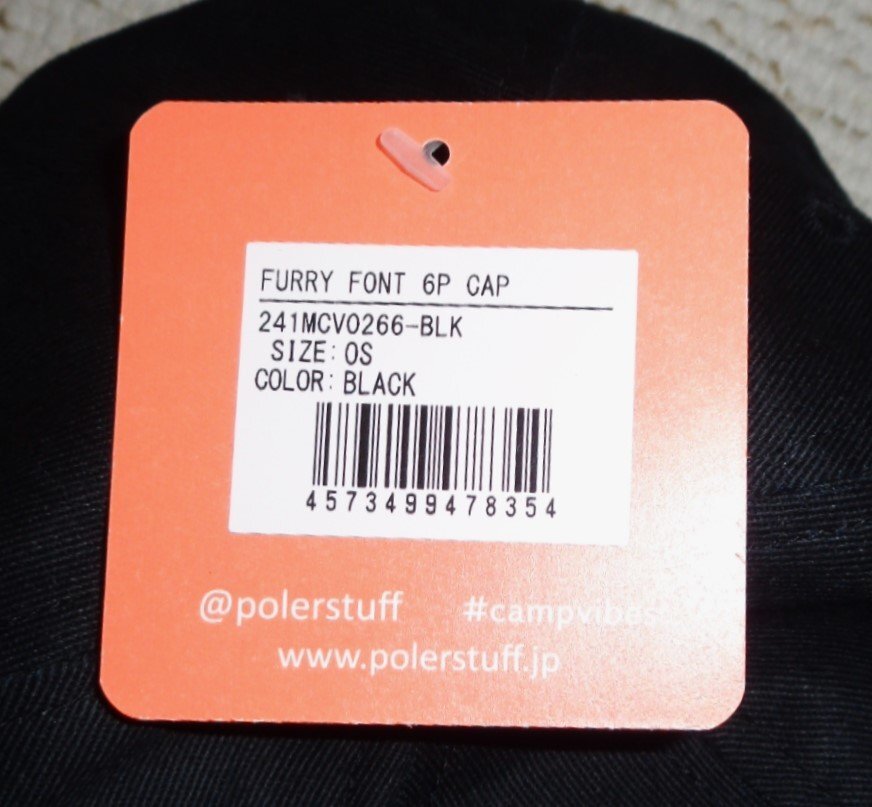 FURRY FONT 6P CAP
241MCV0266-BLK
SIZE:OS
COLOR:BLACK
4573499478354
@polerstuff #campvibes
www.polerstuff.jp